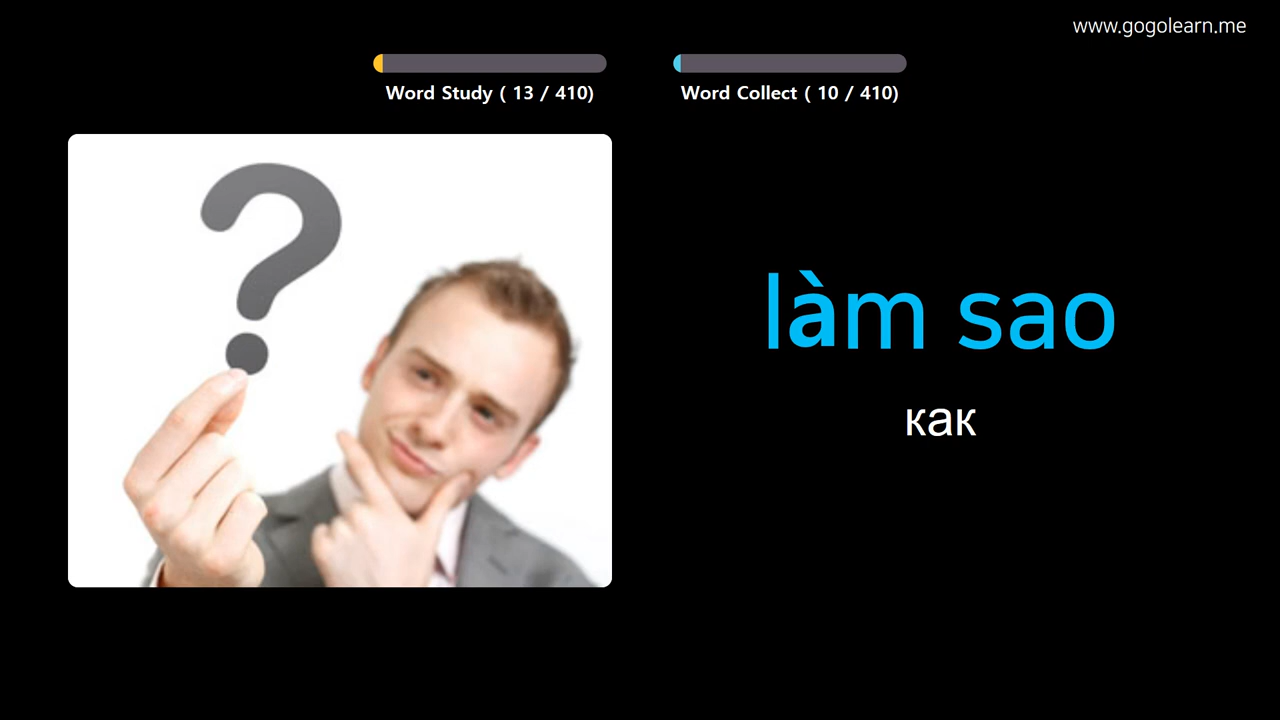 www.gogolearn.me
Word Study ( 13 / 410)
Word Collect ( 10 / 410)
?
làm sao
как